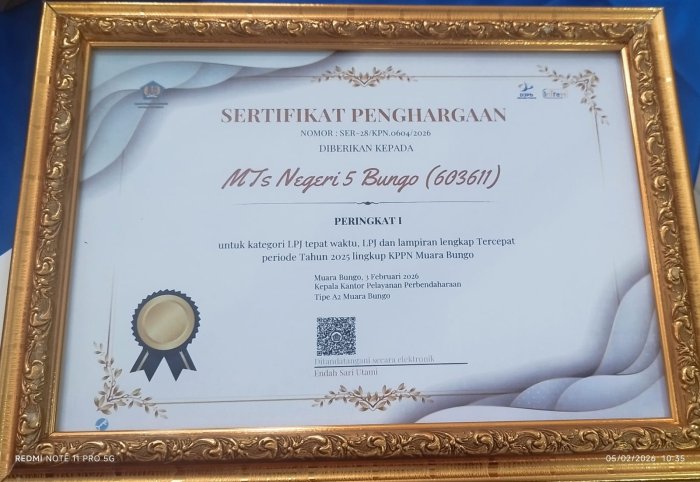 SERTIFIKAT PENGHARGAAN
NOMOR : SER-28/KPN.0604/2026
DIBERIKAN KEPADA
MTs Negeri 5 Bungo (603611)
PERINGKAT I
untuk kategori LPJ tepat waktu, LPJ dan lampiran lengkap Tercepat
periode Tahun 2025 lingkup KPPN Muara Bungo
Muara Bungo, 3 Februari 2026
Kepala Kantor Pelayanan Perbendaharaan
Tipe A2 Muara Bungo
Ditandatangani secara elektronik
Endah Sari Utami
REDMI NOTE 11 PRO 5G
05/02/2026 10:35